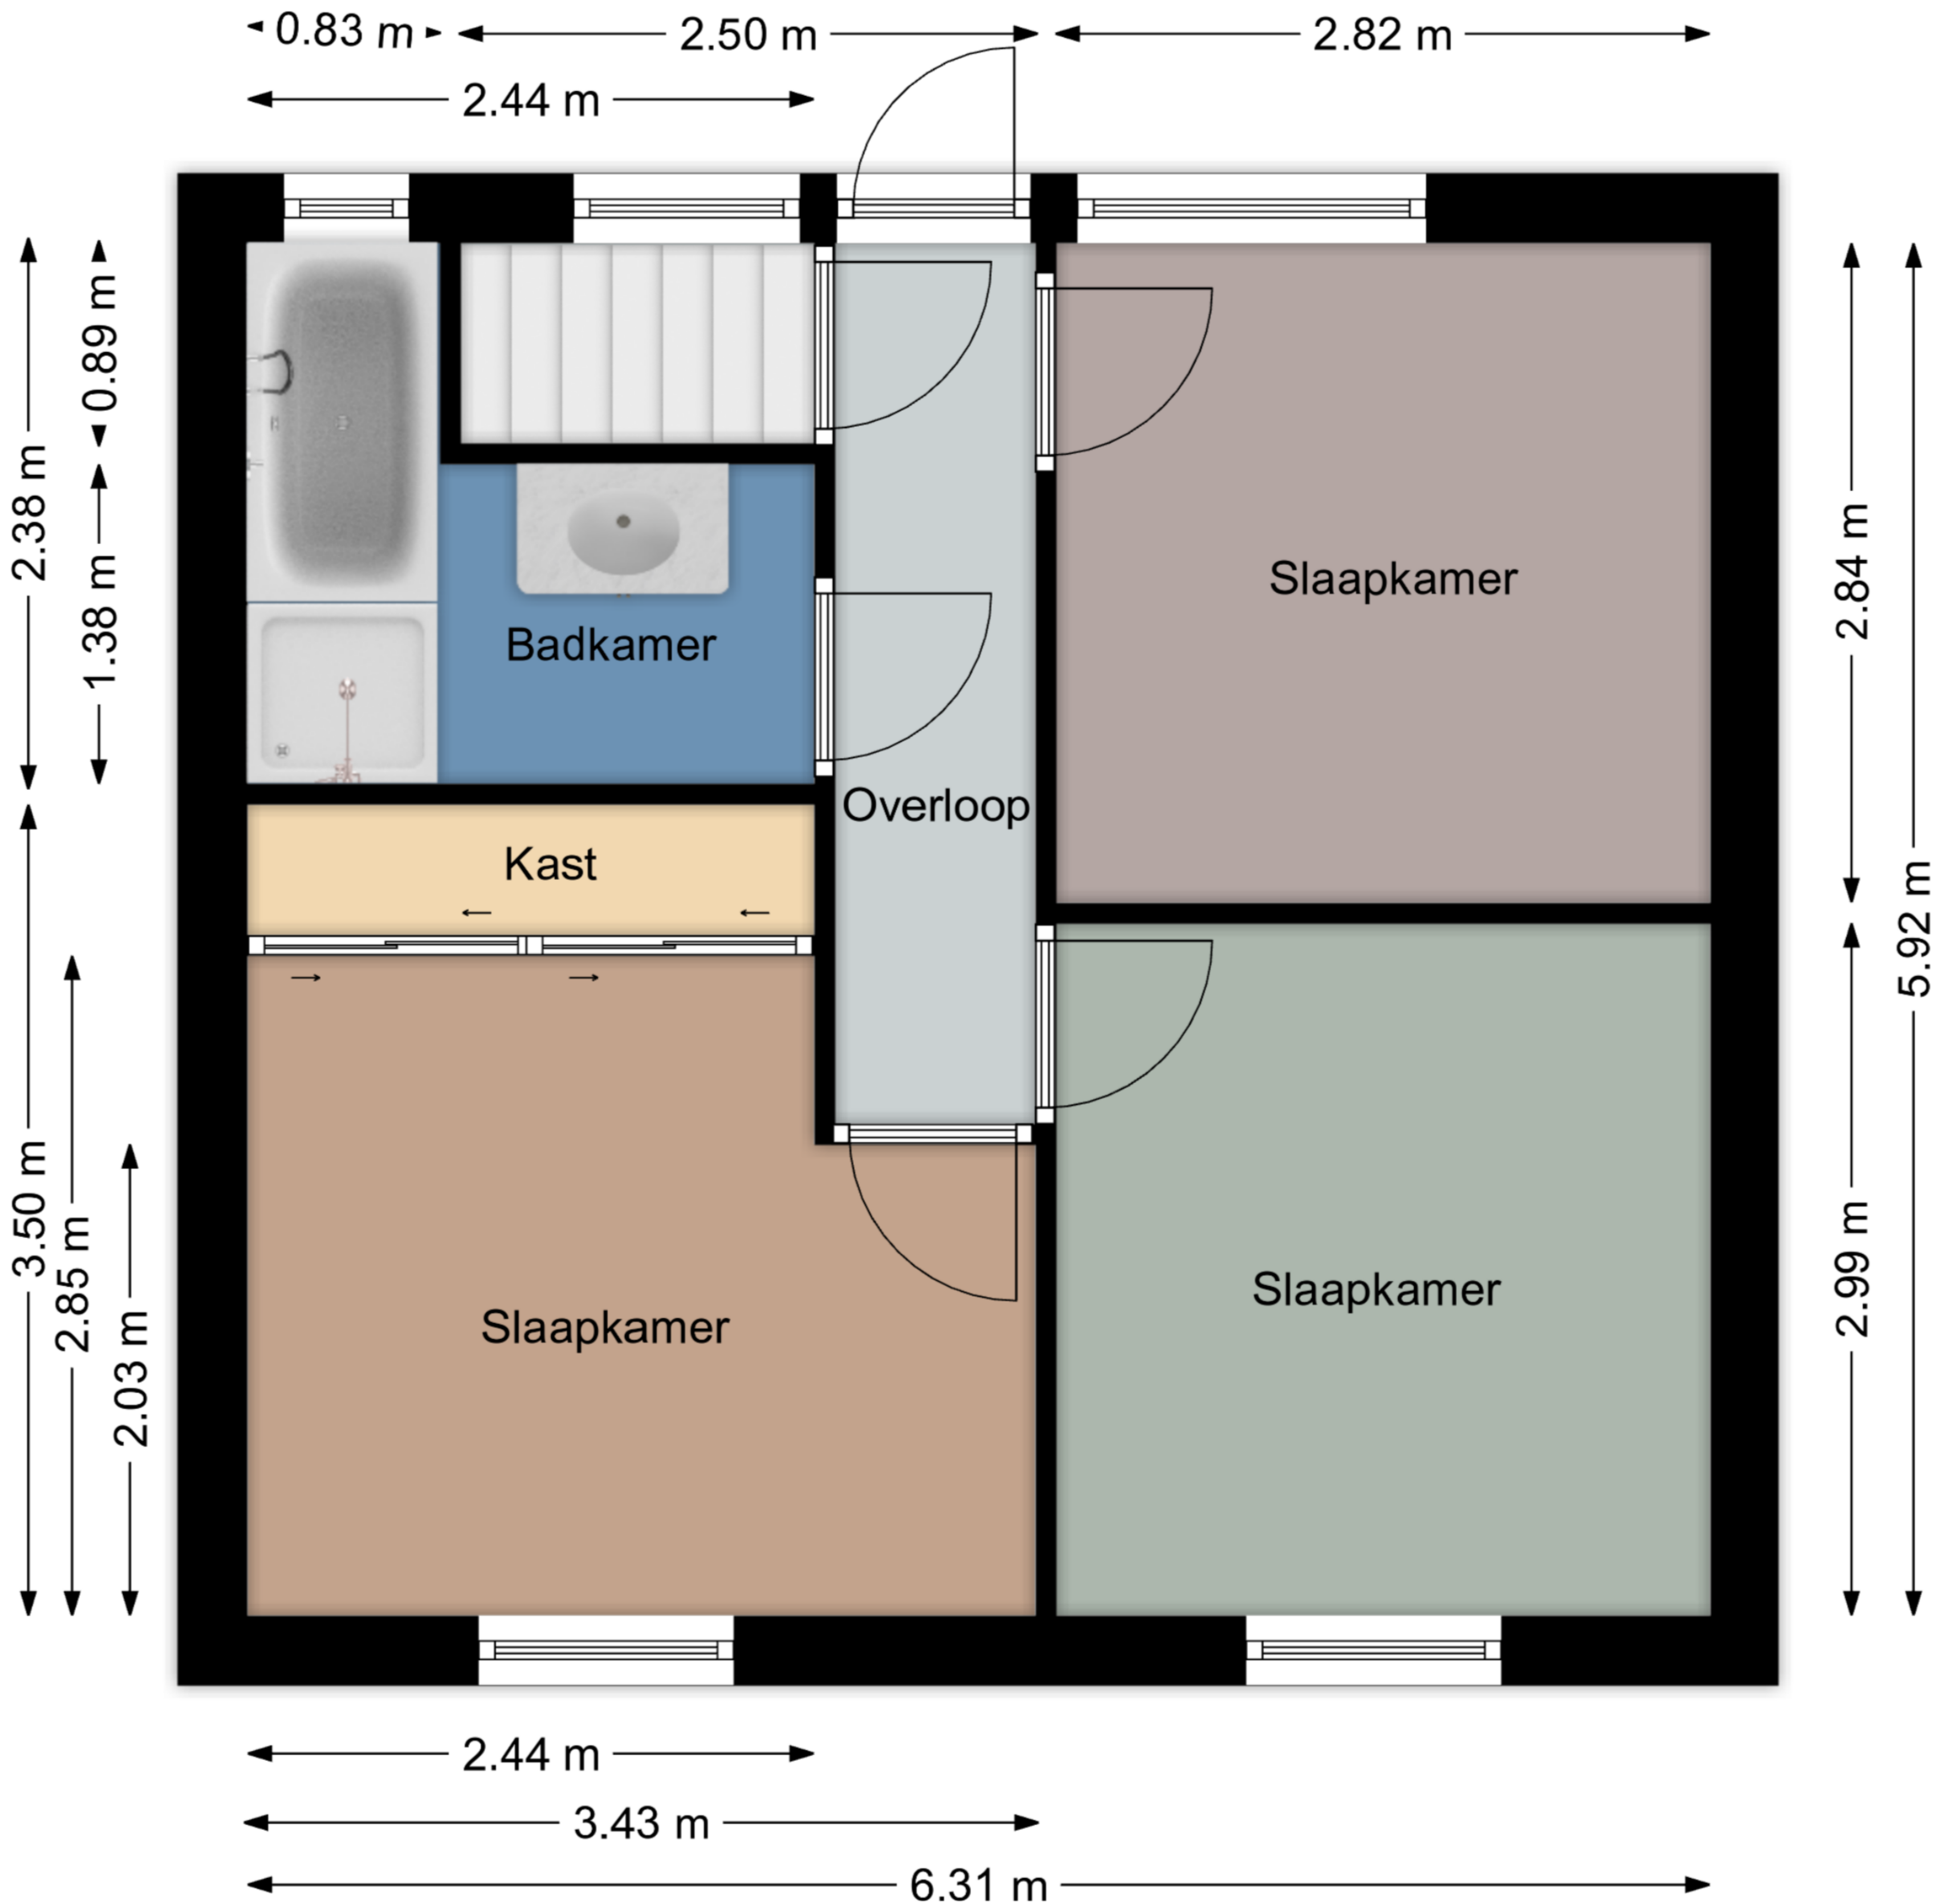 0.83 m
2.50 m
2.82 m
2.44 m
2.38 m
0.89 m
1.38 m
Badkamer
Slaapkamer
2.84 m
5.92 m
Overloop
Kast
3.50 m
2.85 m
2.03 m
Slaapkamer
Slaapkamer
2.99 m
2.44 m
3.43 m
6.31 m